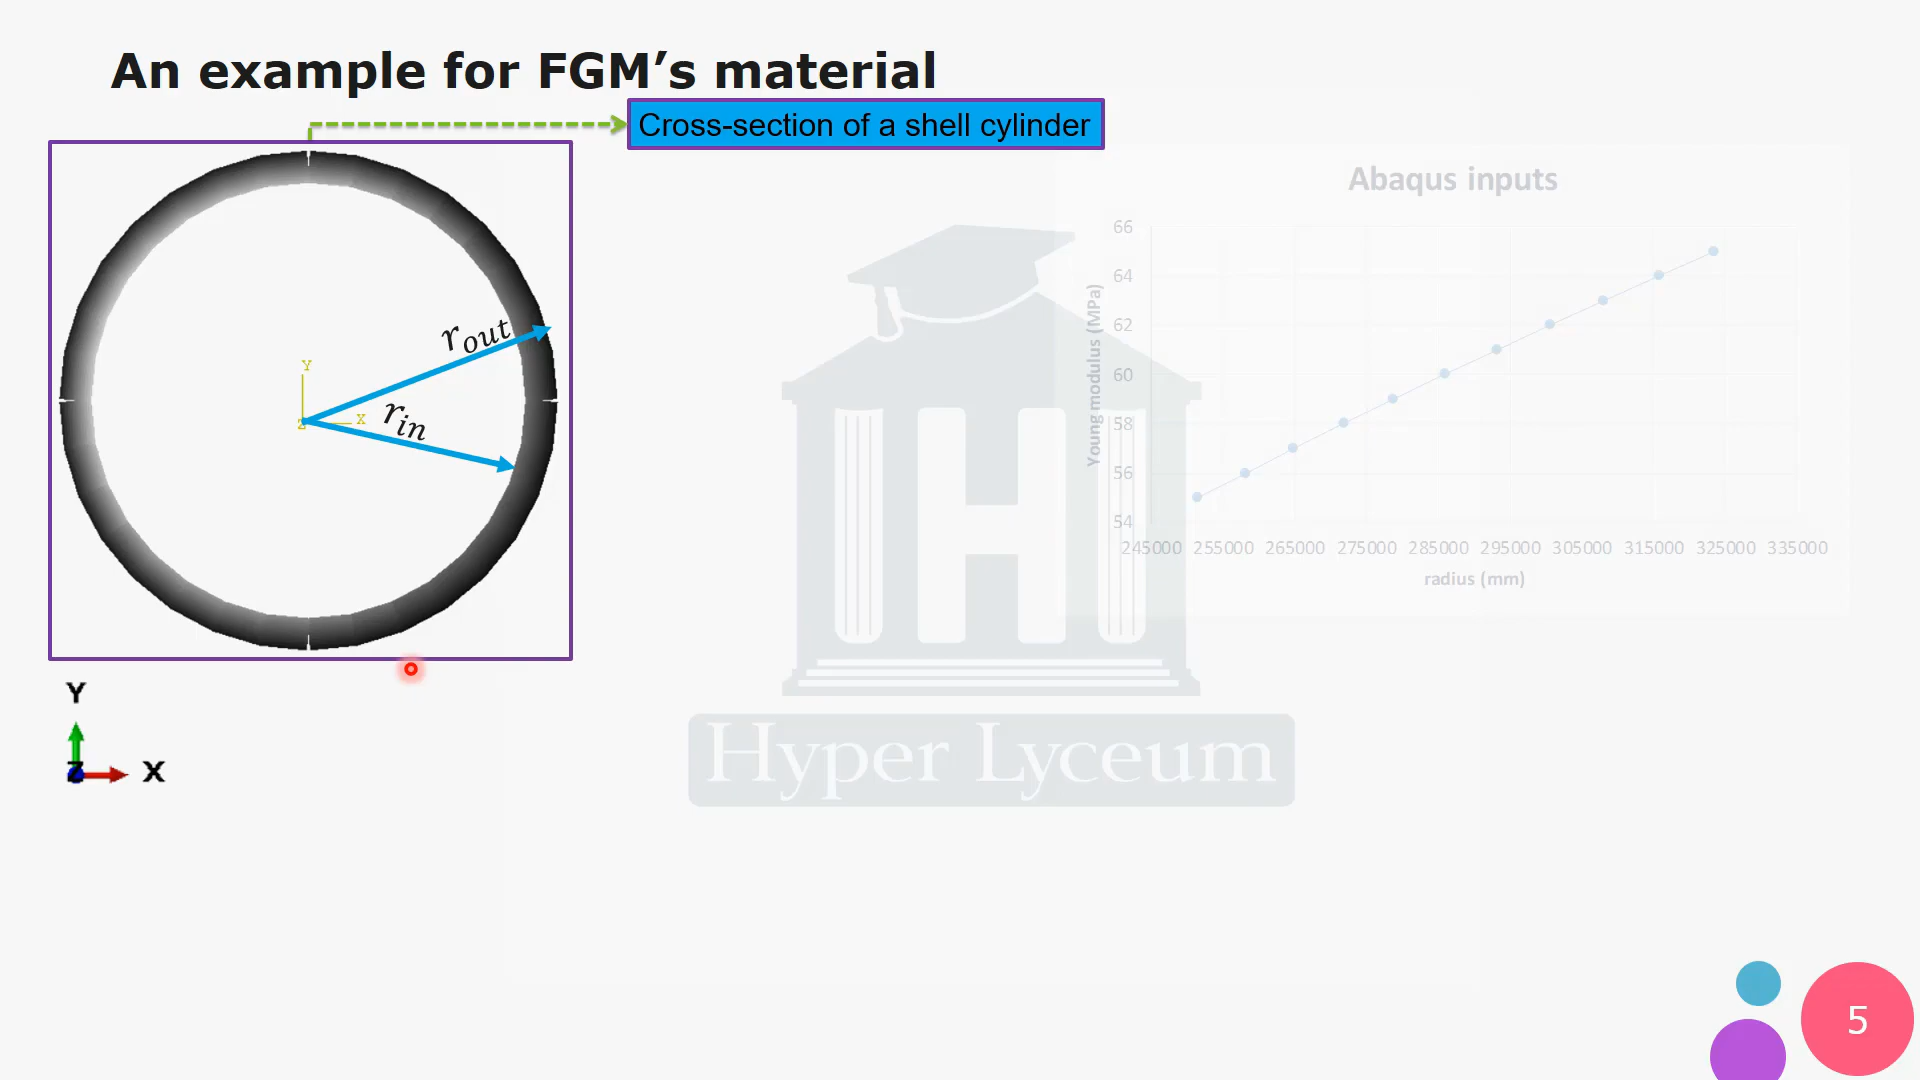 An example for FGM’s material
Cross-section of a shell cylinder
r_out
Y
r_in
X
Z
Y
Z X
Abaqus inputs
66
64
62
60
58
56
54
Young modulus (MPa)
245000 255000 265000 275000 285000 295000 305000 315000 325000 335000
radius (mm)
H
Hyper Lyceum
5